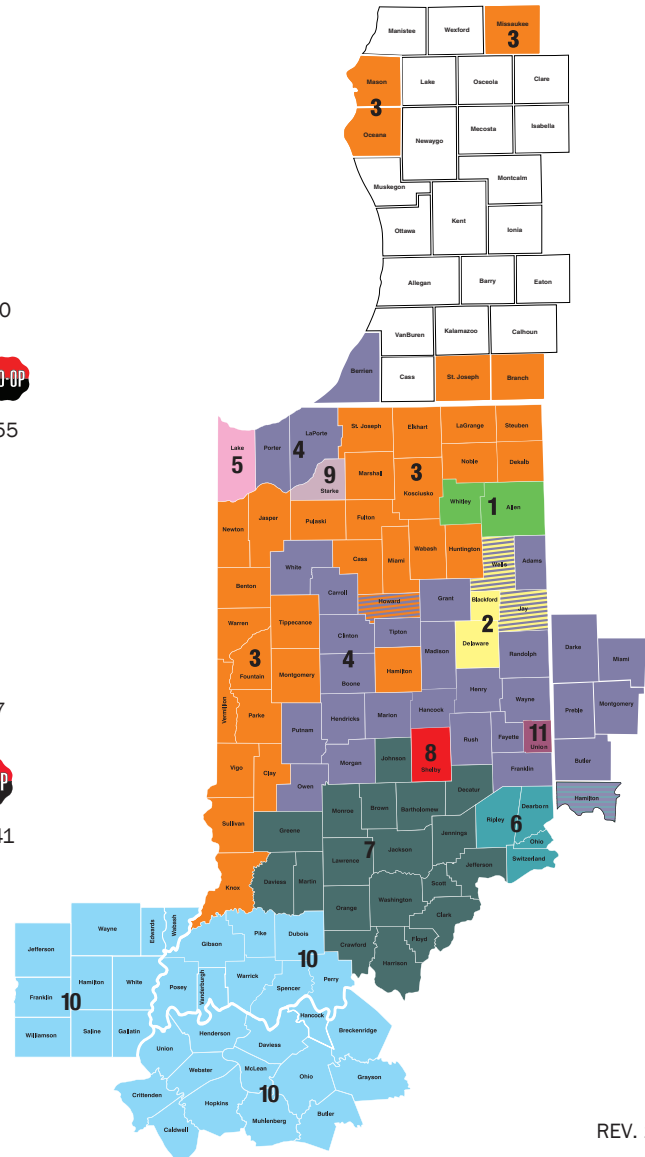 Manistee
Wexford
Missaukee
3
Mason
Lake
Osceola
Clare
3
Oceana
Newaygo
Mecosta
Isabella
Muskegon
Montcalm
Ottawa
Kent
Ionia
Allegan
Barry
Eaton
VanBuren
Kalamazoo
Calhoun
Berrien
Cass
St. Joseph
Branch
0
O-OP
55
Lake
5
Porter
LaPorte
4
9
Starke
St. Joseph
Elkhart
LaGrange
Steuben
Marshall
3
Kosciusko
Noble
Dekalb
Whitley
1
Allen
Newton
Jasper
Pulaski
Fulton
Cass
Miami
Wabash
Huntington
Wells
Adams
White
Benton
Carroll
Howard
Grant
Blackford
Jay
2
Delaware
Warren
Tippecanoe
Clinton
Tipton
Madison
Randolph
3
Fountain
Montgomery
4
Boone
Hamilton
Henry
Wayne
Darke
Miami
Preble
Montgomery
Butler
Hamilton
Vermillion
Parke
Putnam
Hendricks
Marion
Hancock
Rush
Fayette
11
Union
8
Shelby
Franklin
7
P
41
Vigo
Clay
Owen
Morgan
Johnson
Decatur
Ripley
Dearborn
6
Ohio
Switzerland
Sullivan
Greene
Monroe
Brown
Bartholomew
Jennings
Jefferson
7
Lawrence
Jackson
Knox
Daviess
Martin
Orange
Washington
Scott
Clark
Crawford
Floyd
Harrison
Jefferson
Wayne
Edwards
Wabash
Franklin
10
Hamilton
White
Williamson
Saline
Gallatin
Gibson
Pike
Dubois
10
Posey
Vanderburgh
Warrick
Spencer
Perry
Hancock
Breckenridge
Henderson
Daviess
Union
Webster
McLean
Ohio
Grayson
10
Crittenden
Hopkins
Muhlenberg
Butler
Caldwell
REV.